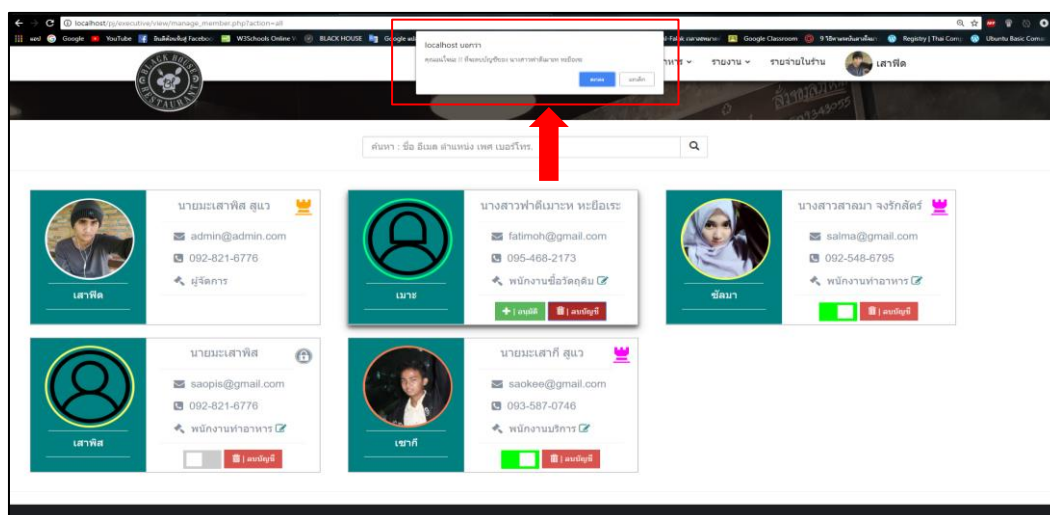 localhost/pj/executive/view/manage_member.php?action=all
แอป Google YouTube W3Schools Online BLACK HOUSE Google Classroom Registry | Thai Com Ubuntu Basic Com
BLACK HOUSE
RESTAURANT
localhost บอกว่า
ตกลง ยกเลิก
รายงาน รายจ่ายในร้าน เสาฟีต
ค้นหา : ชื่อ อีเมล ตำแหน่ง เพศ เบอร์โทร.
นายมะเสาพิส สูแว
admin@admin.com
092-821-6776
ผู้จัดการ
เสาฟีต
นางสาวฟาตีเมาะห หะยีอเระ
fatimoh@gmail.com
095-468-2173
พนักงานซื้อวัตถุดิบ
เมาะ
+ | อนุมัติ | ลบบัญชี
นางสาวสาลมา จงรักสัตร์
salma@gmail.com
092-548-6795
พนักงานทำอาหาร
ซัลมา
| ลบบัญชี
นายมะเสาพิส
saopis@gmail.com
092-821-6776
พนักงานทำอาหาร
เสาพิส
| ลบบัญชี
นายมะเสากี สูแว
saokee@gmail.com
093-587-0746
พนักงานบริการ
เซากี
| ลบบัญชี